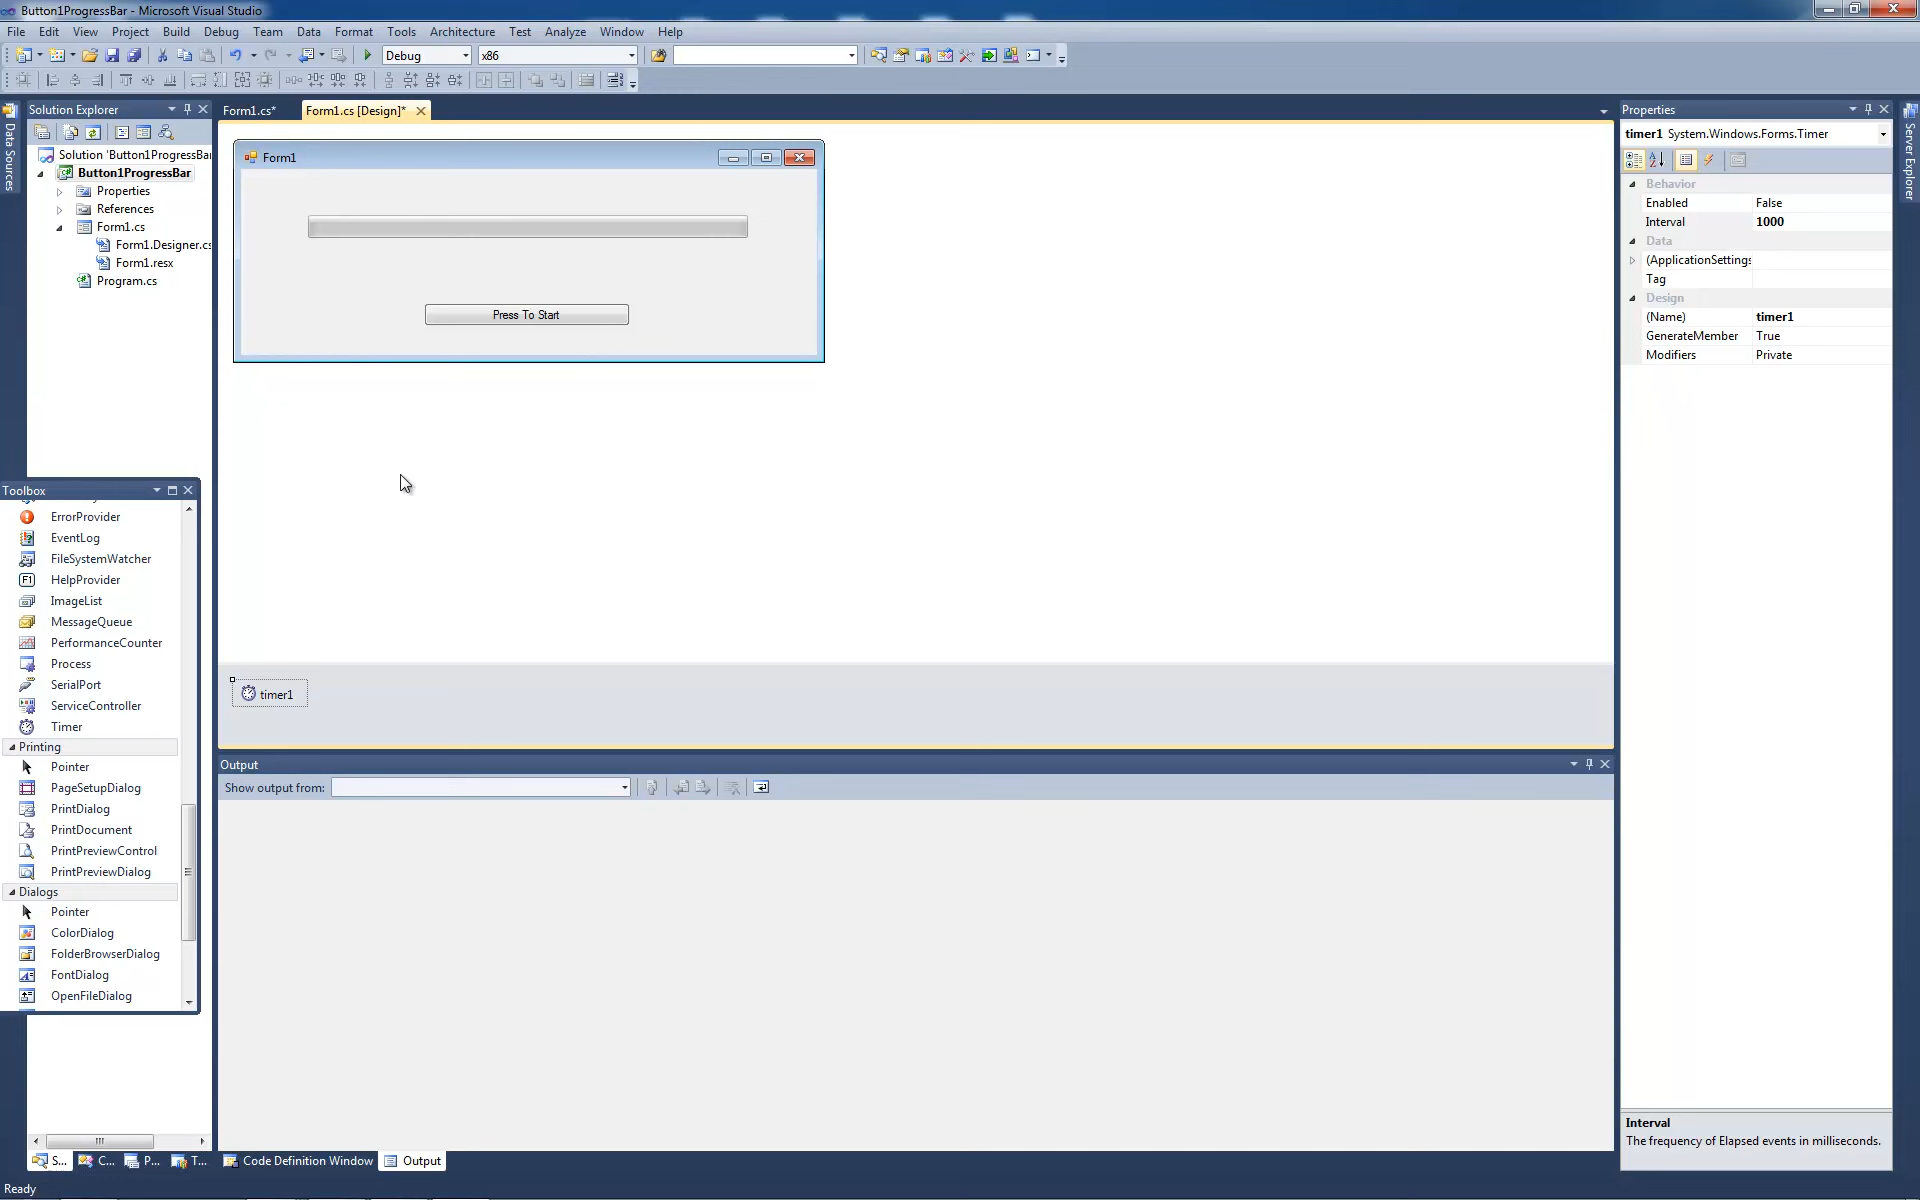 Button1ProgressBar - Microsoft Visual Studio
File Edit View Project Build Debug Team Data Format Tools Architecture Test Analyze Window Help
Debug x86
Solution Explorer
Form1.cs*
Form1.cs [Design]*
Properties
Data Sources
Server Explorer
Solution 'Button1ProgressBar
Button1ProgressBar
Properties
References
Form1.cs
Form1.Designer.cs
Form1.resx
Program.cs
Form1
Press To Start
timer1 System.Windows.Forms.Timer
Behavior
Enabled False
Interval 1000
Data
(ApplicationSettings
Tag
Design
(Name) timer1
GenerateMember True
Modifiers Private
Toolbox
ErrorProvider
EventLog
FileSystemWatcher
HelpProvider
ImageList
MessageQueue
PerformanceCounter
Process
SerialPort
ServiceController
Timer
Printing
Pointer
PageSetupDialog
PrintDialog
PrintDocument
PrintPreviewControl
PrintPreviewDialog
Dialogs
Pointer
ColorDialog
FolderBrowserDialog
FontDialog
OpenFileDialog
timer1
Output
Show output from:
Interval
The frequency of Elapsed events in milliseconds.
S... C... P... T...
Code Definition Window
Output
Ready